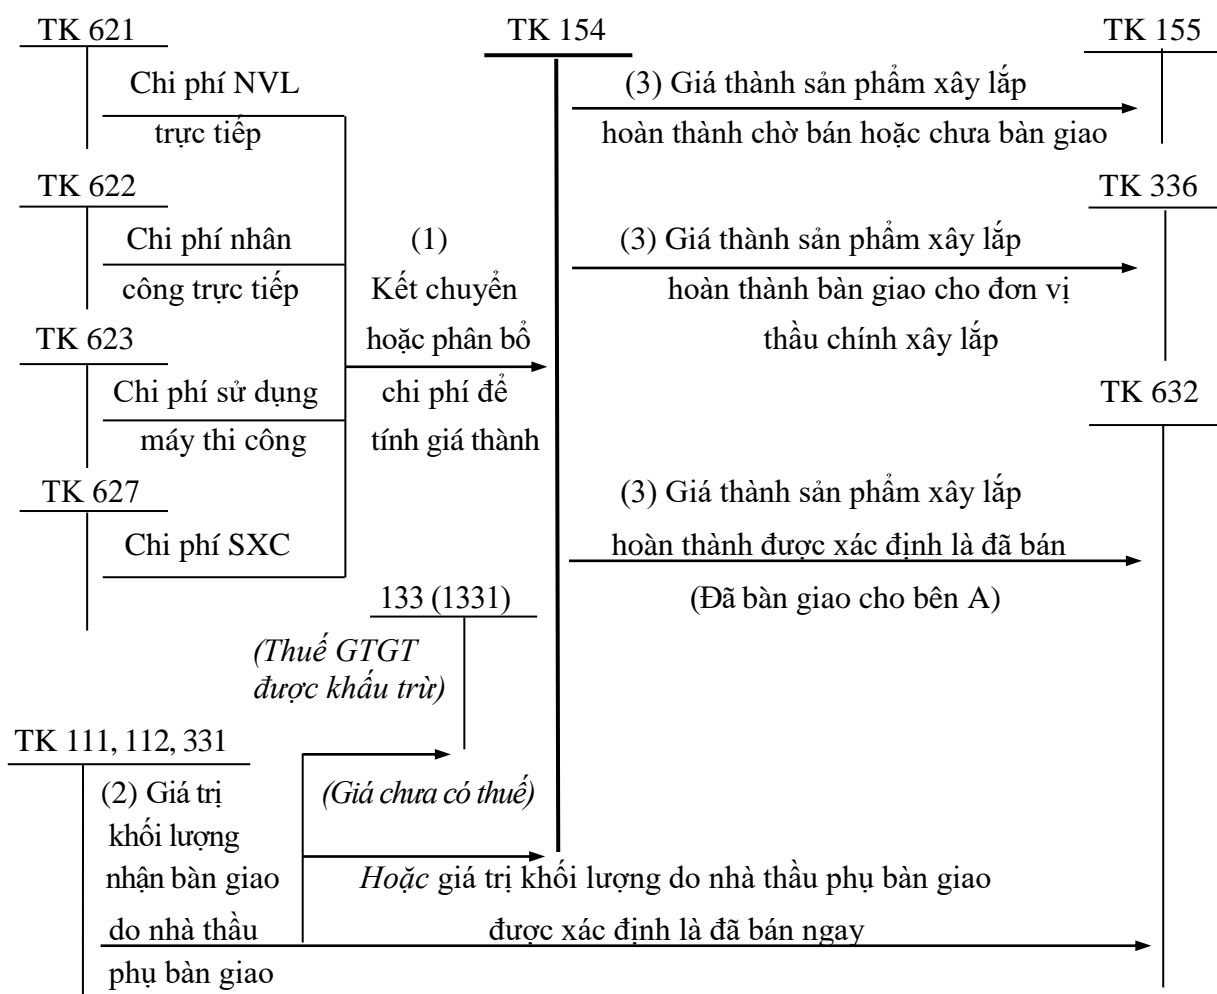 TK 621
TK 154
TK 155
Chi phí NVL
trực tiếp
(3) Giá thành sản phẩm xây lắp
hoàn thành chờ bán hoặc chưa bàn giao
TK 622
TK 336
Chi phí nhân
công trực tiếp
(1)
Kết chuyển
hoặc phân bổ
chi phí để
tính giá thành
(3) Giá thành sản phẩm xây lắp
hoàn thành bàn giao cho đơn vị
thầu chính xây lắp
TK 623
TK 632
Chi phí sử dụng
máy thi công
TK 627
Chi phí SXC
(3) Giá thành sản phẩm xây lắp
hoàn thành được xác định là đã bán
(Đã bàn giao cho bên A)
133 (1331)
(Thuế GTGT
được khấu trừ)
TK 111, 112, 331
(2) Giá trị
khối lượng
nhận bàn giao
do nhà thầu
phụ bàn giao
(Giá chưa có thuế)
Hoặc giá trị khối lượng do nhà thầu phụ bàn giao
được xác định là đã bán ngay